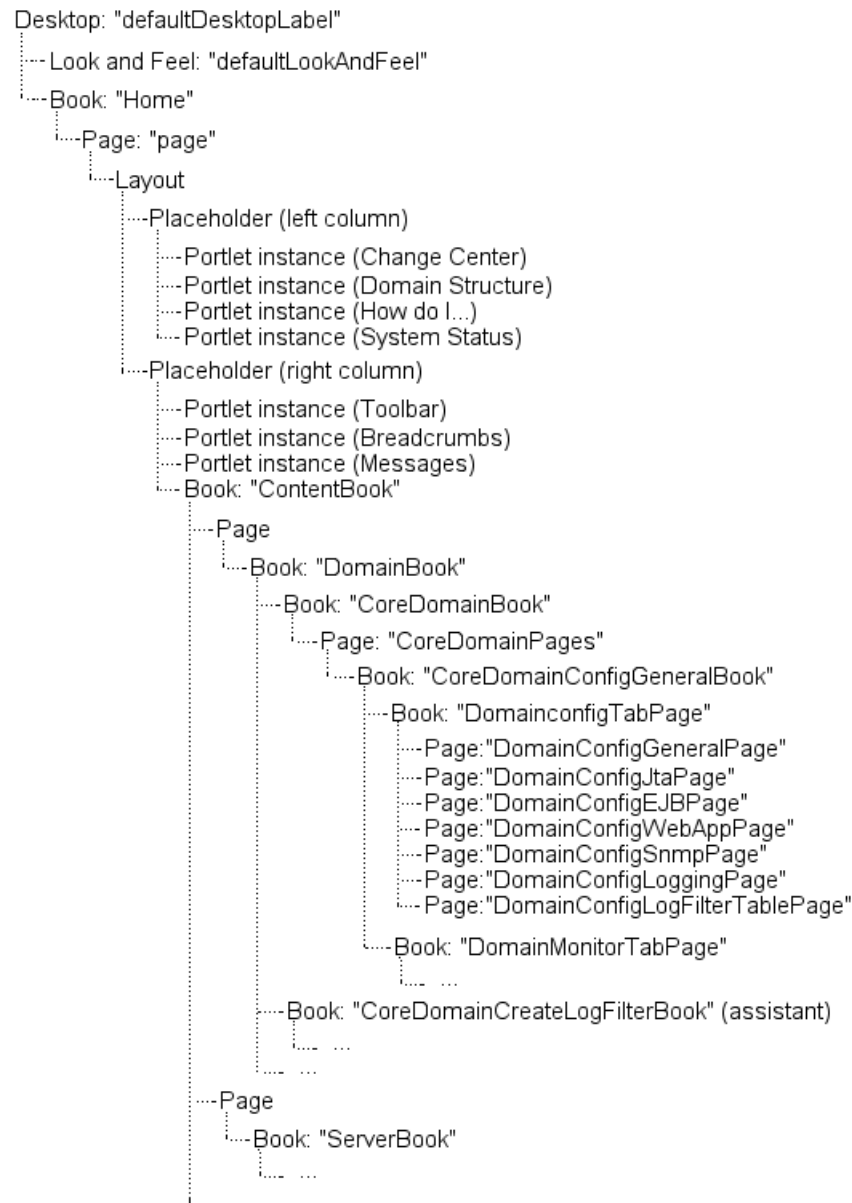 Desktop: "defaultDesktopLabel"
Look and Feel: "defaultLookAndFeel"
Book: "Home"
Page: "page"
Layout
Placeholder (left column)
Portlet instance (Change Center)
Portlet instance (Domain Structure)
Portlet instance (How do I...)
Portlet instance (System Status)
Placeholder (right column)
Portlet instance (Toolbar)
Portlet instance (Breadcrumbs)
Portlet instance (Messages)
Book: "ContentBook"
Page
Book: "DomainBook"
Book: "CoreDomainBook"
Page: "CoreDomainPages"
Book: "CoreDomainConfigGeneralBook"
Book: "DomainconfigTabPage"
Page:"DomainConfigGeneralPage"
Page:"DomainConfigJtaPage"
Page:"DomainConfigEJBPage"
Page:"DomainConfigWebAppPage"
Page:"DomainConfigSnmpPage"
Page:"DomainConfigLoggingPage"
Page:"DomainConfigLogFilterTablePage"
Book: "DomainMonitorTabPage"
...
Book: "CoreDomainCreateLogFilterBook" (assistant)
...
...
Page
Book: "ServerBook"
...